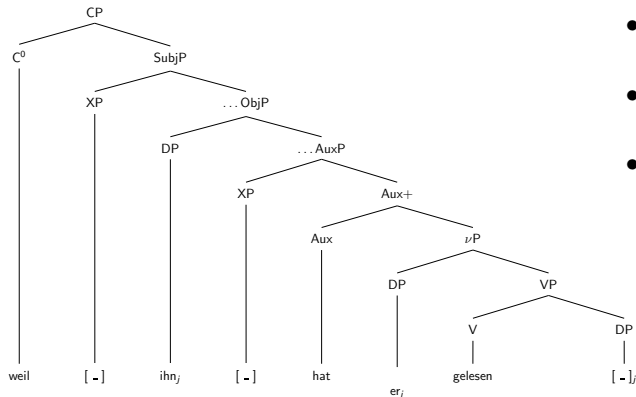 CP
C⁰ SubjP
XP …ObjP
DP …AuxP
XP Aux+
Aux νP
DP VP
V DP
weil [ - ] ihnⱼ [ - ] hat gelesen [ - ]ⱼ
erᵢ